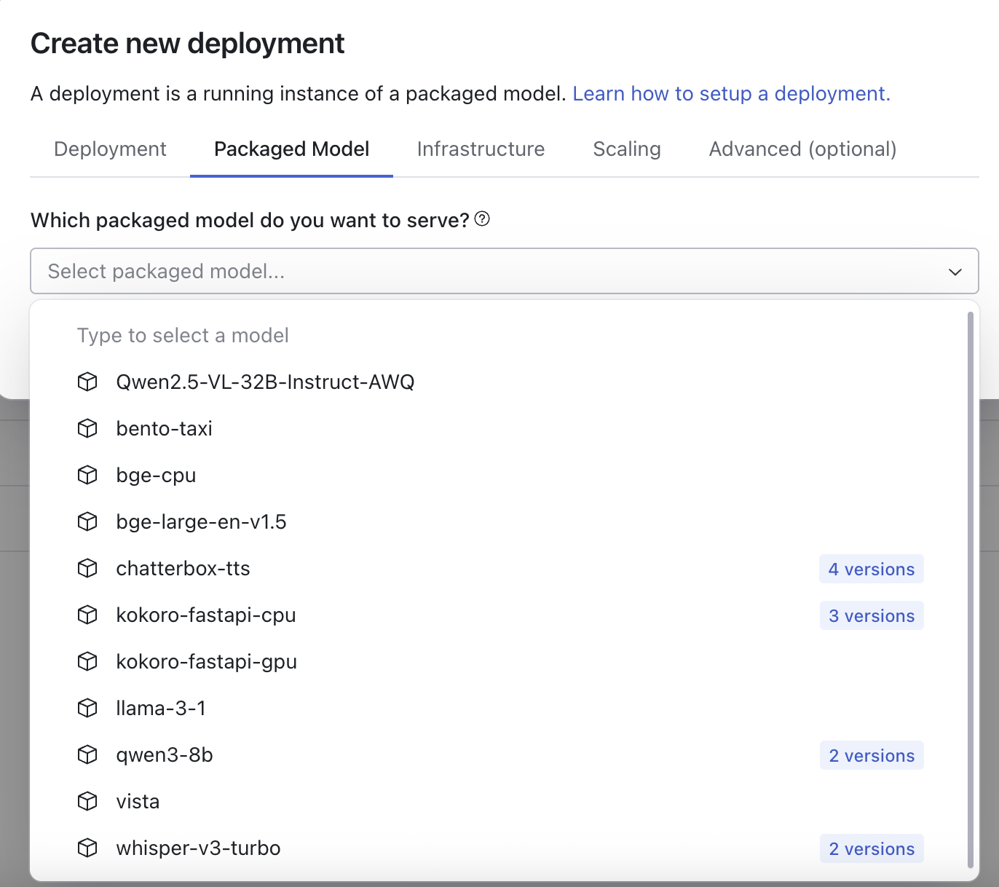 Create new deployment
A deployment is a running instance of a packaged model. Learn how to setup a deployment.
Deployment Packaged Model Infrastructure Scaling Advanced (optional)
Which packaged model do you want to serve?
Select packaged model...
Type to select a model
Qwen2.5-VL-32B-Instruct-AWQ
bento-taxi
bge-cpu
bge-large-en-v1.5
chatterbox-tts 4 versions
kokoro-fastapi-cpu 3 versions
kokoro-fastapi-gpu
llama-3-1
qwen3-8b 2 versions
vista
whisper-v3-turbo 2 versions